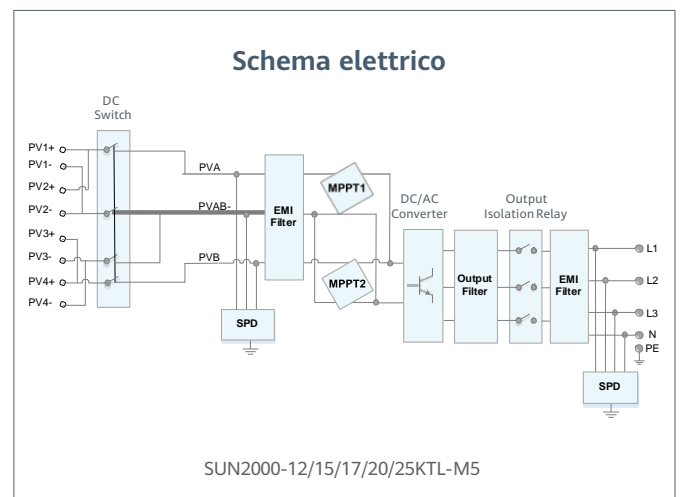 Schema elettrico
DC
Switch
PV1+
PV1-
PV2+
PV2-
PV3+
PV3-
PV4+
PV4-
PVA
PVAB-
PVB
EMI
Filter
SPD
MPPT1
MPPT2
DC/AC
Converter
Output
Filter
Output
Isolation Relay
EMI
Filter
L1
L2
L3
N
PE
SPD
SUN2000-12/15/17/20/25KTL-M5